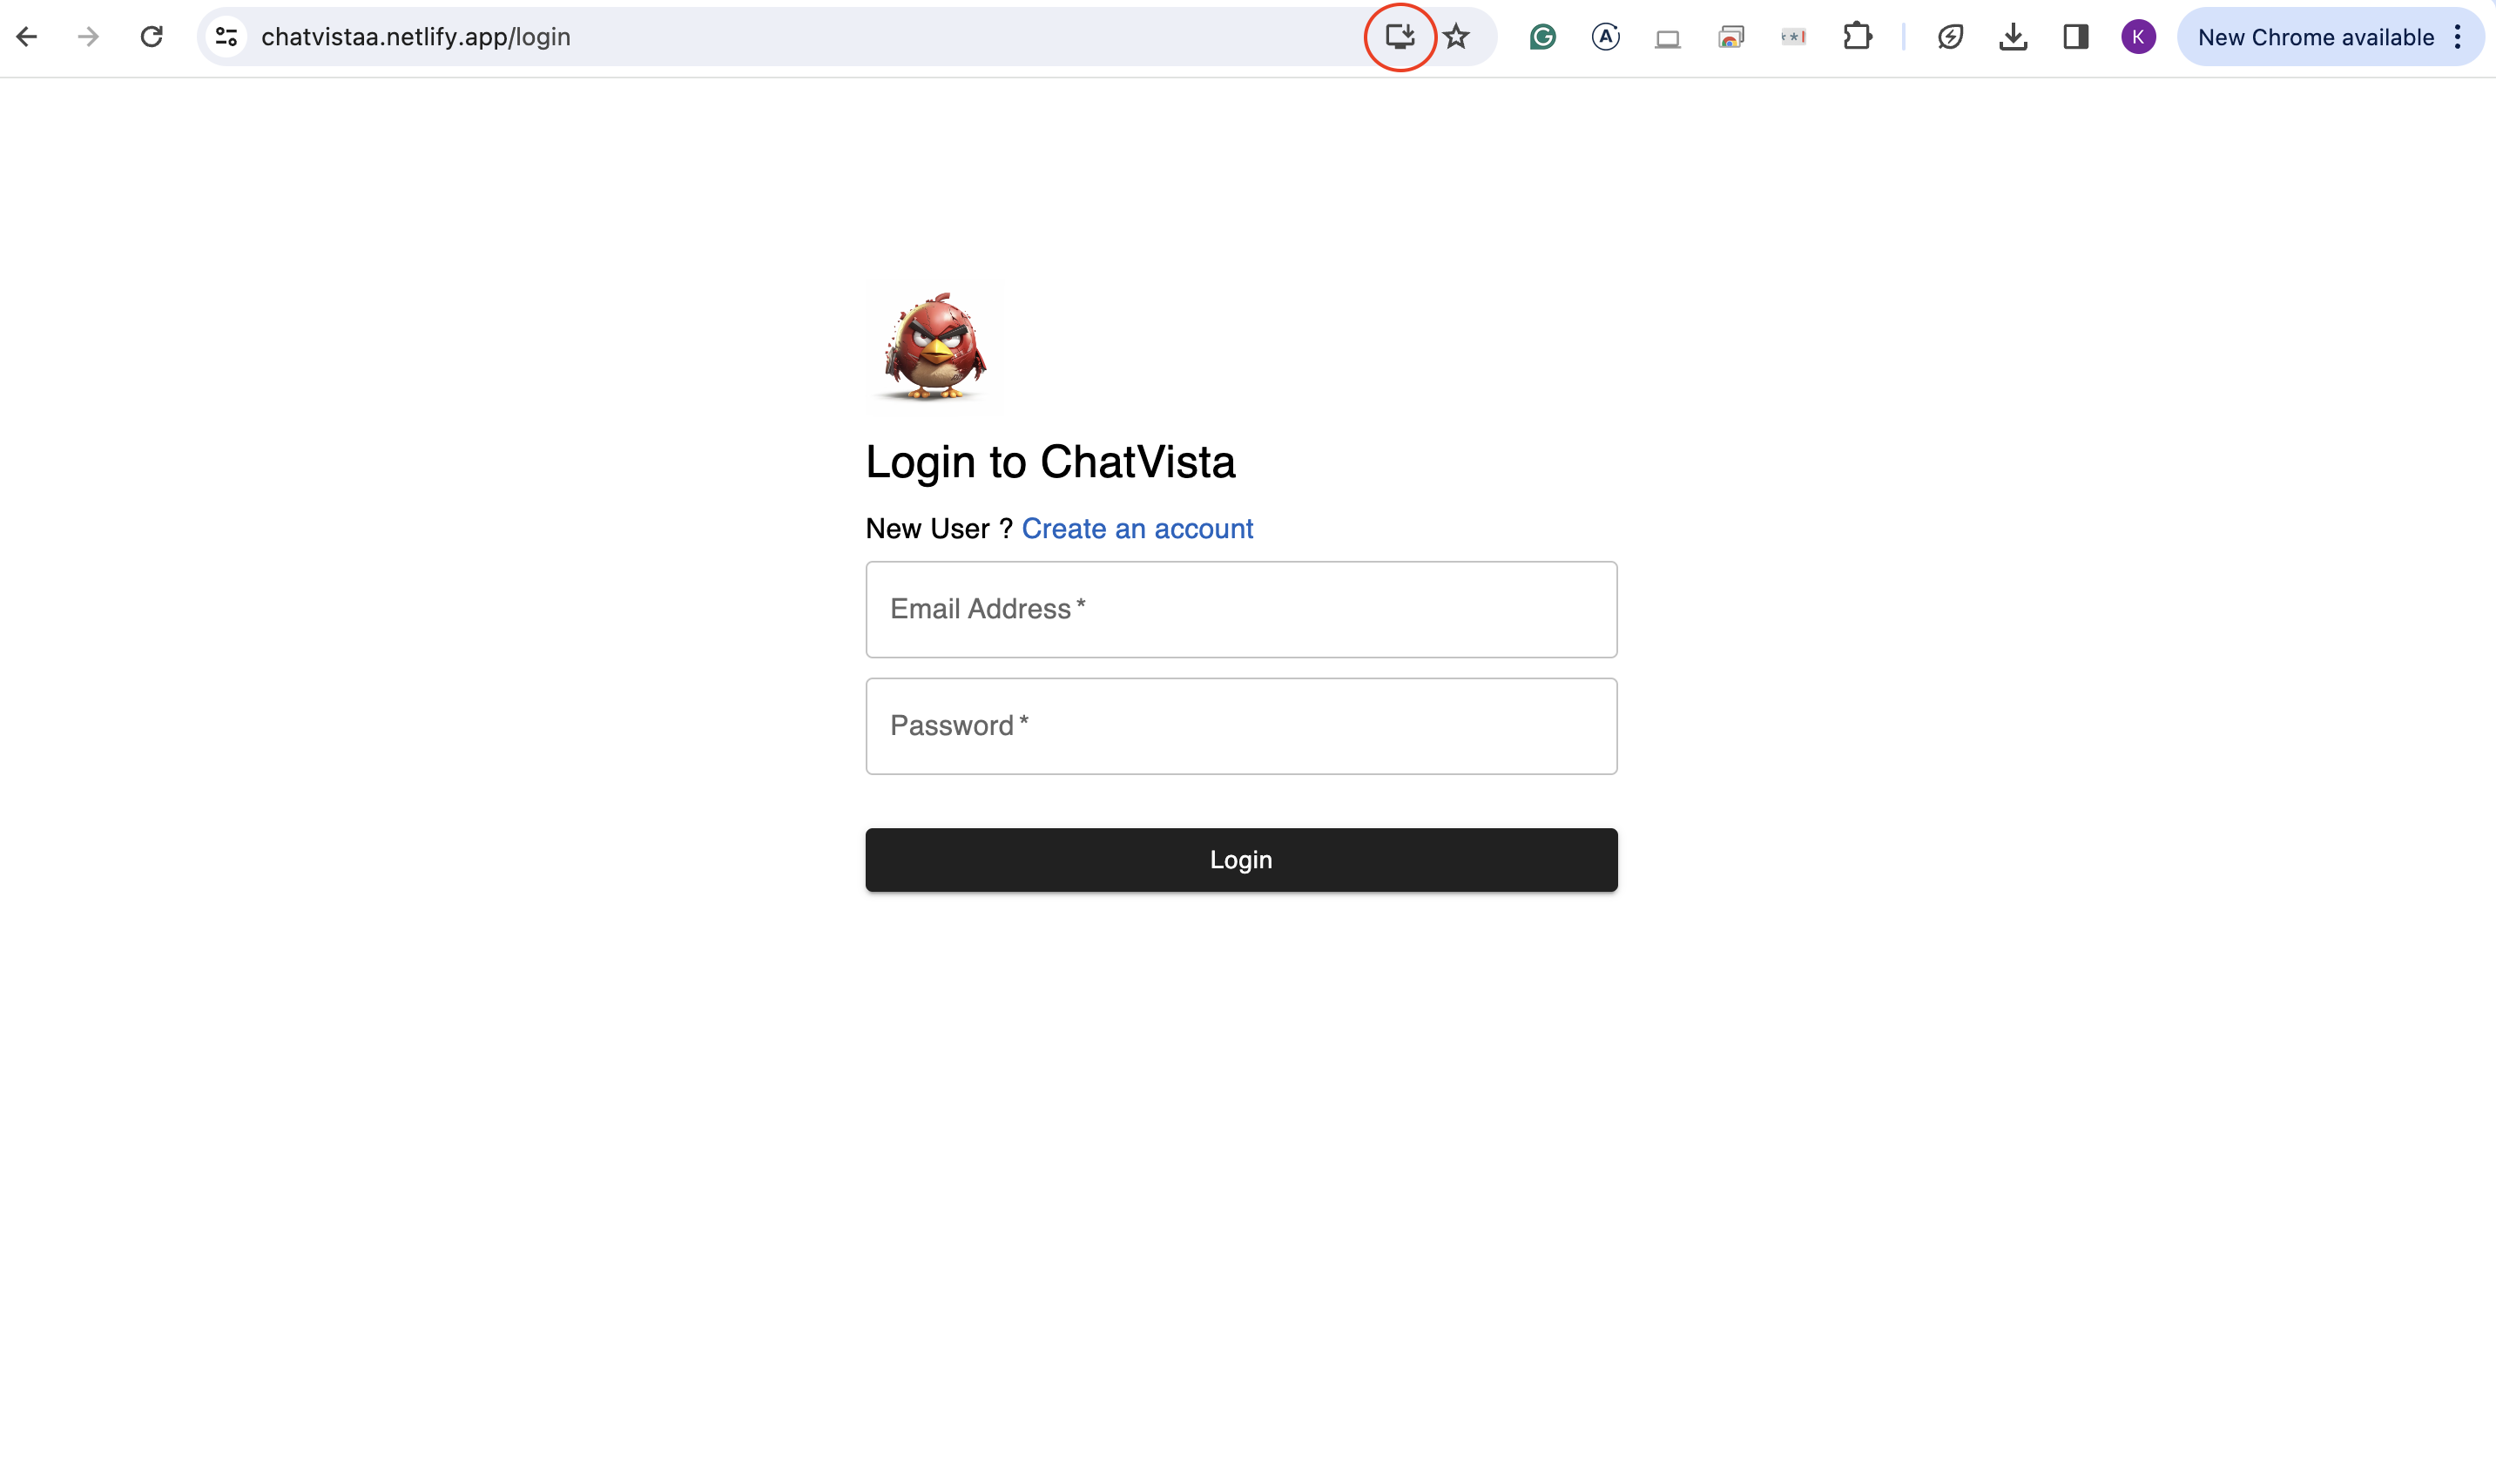 chatvistaa.netlify.app/login
K
New Chrome available
Login to ChatVista
New User ? Create an account
Email Address *
Password *
Login